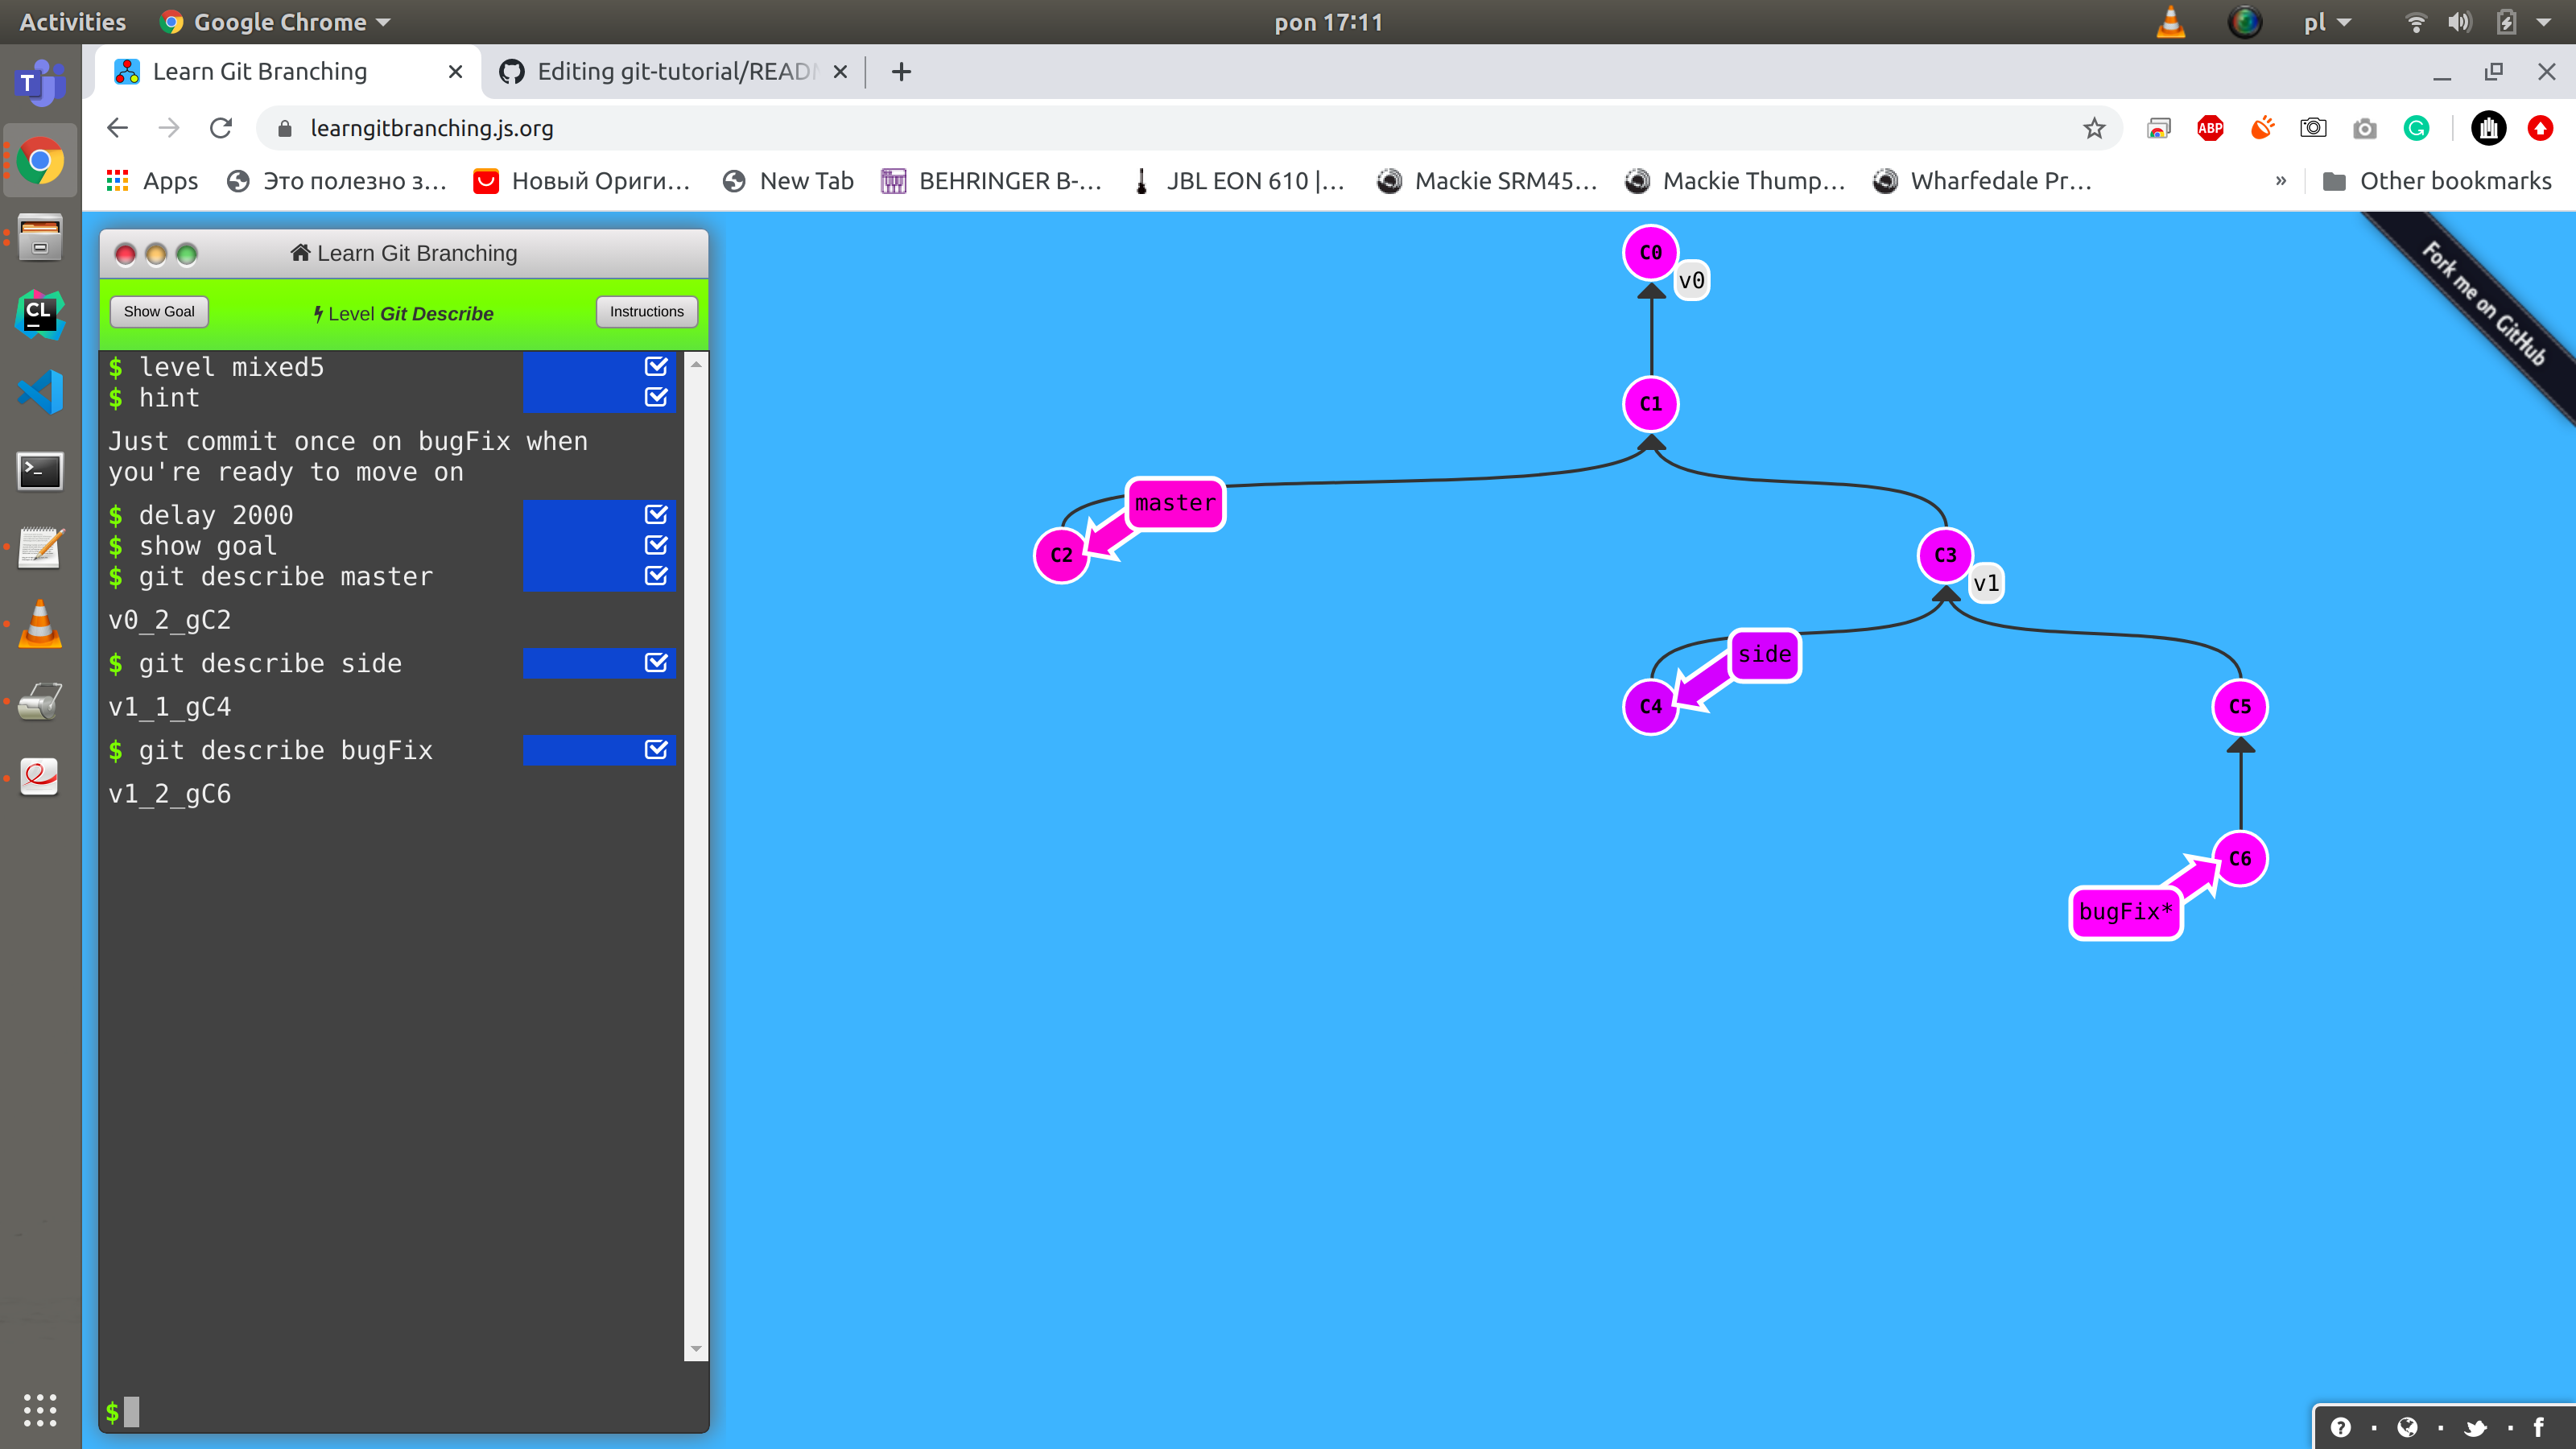 Activities
Google Chrome
pon 17:11
pl
Learn Git Branching
Editing git-tutorial/READ
learngitbranching.js.org
ABP
Apps
Это полезно з…
Новый Ориги…
New Tab
BEHRINGER B-…
JBL EON 610 |…
Mackie SRM45…
Mackie Thump…
Wharfedale Pr…
»
Other bookmarks
Learn Git Branching
Show Goal
Level Git Describe
Instructions
$ level mixed5
$ hint
Just commit once on bugFix when
you're ready to move on
$ delay 2000
$ show goal
$ git describe master
v0_2_gC2
$ git describe side
v1_1_gC4
$ git describe bugFix
v1_2_gC6
$
C0
v0
C1
master
C2
C3
v1
side
C4
C5
C6
bugFix*
Fork me on GitHub
T
CL
>_